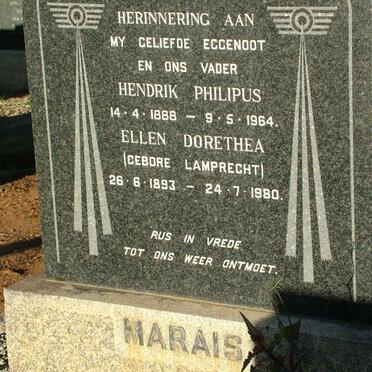 HERINNERING AAN
MY GELIEFDE EGGENOOT
EN ONS VADER
HENDRIK PHILIPUS
14·4·1888 – 9·5·1964.
ELLEN DORETHEA
(GEBORE LAMPRECHT)
26·6·1893 – 24·7·1980.
RUS IN VREDE
TOT ONS WEER ONTMOET.
MARAIS